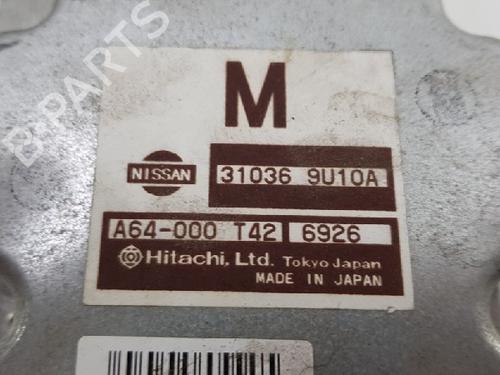 M
NISSAN
31036 9U10A
A64-000 T42 6926
Hitachi, Ltd. Tokyo Japan
MADE IN JAPAN
B-PARTS